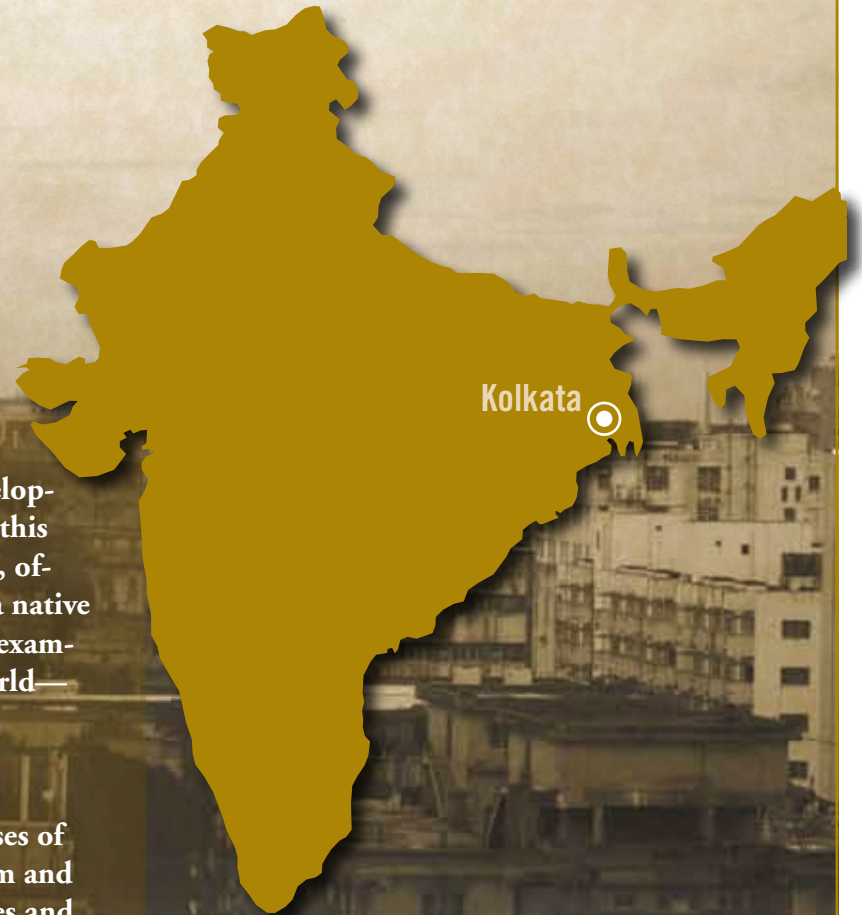 Kolkata
elop-
this
, of-
a native
exam-
rld—
ses of
m and
es and